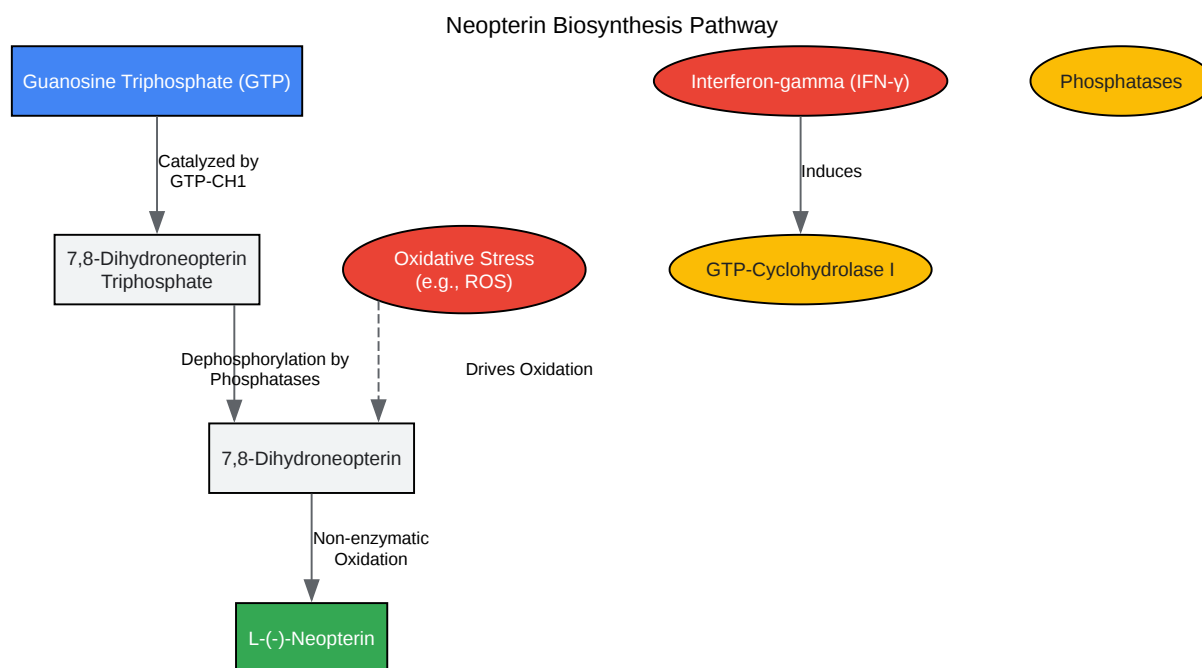 Neopterin Biosynthesis Pathway
Guanosine Triphosphate (GTP)
Interferon-gamma (IFN-γ)
Phosphatases
Catalyzed by
GTP-CH1
Induces
7,8-Dihydroneopterin
Triphosphate
Oxidative Stress
(e.g., ROS)
GTP-Cyclohydrolase I
Dephosphorylation by
Phosphatases
Drives Oxidation
7,8-Dihydroneopterin
Non-enzymatic
Oxidation
L-(-)-Neopterin